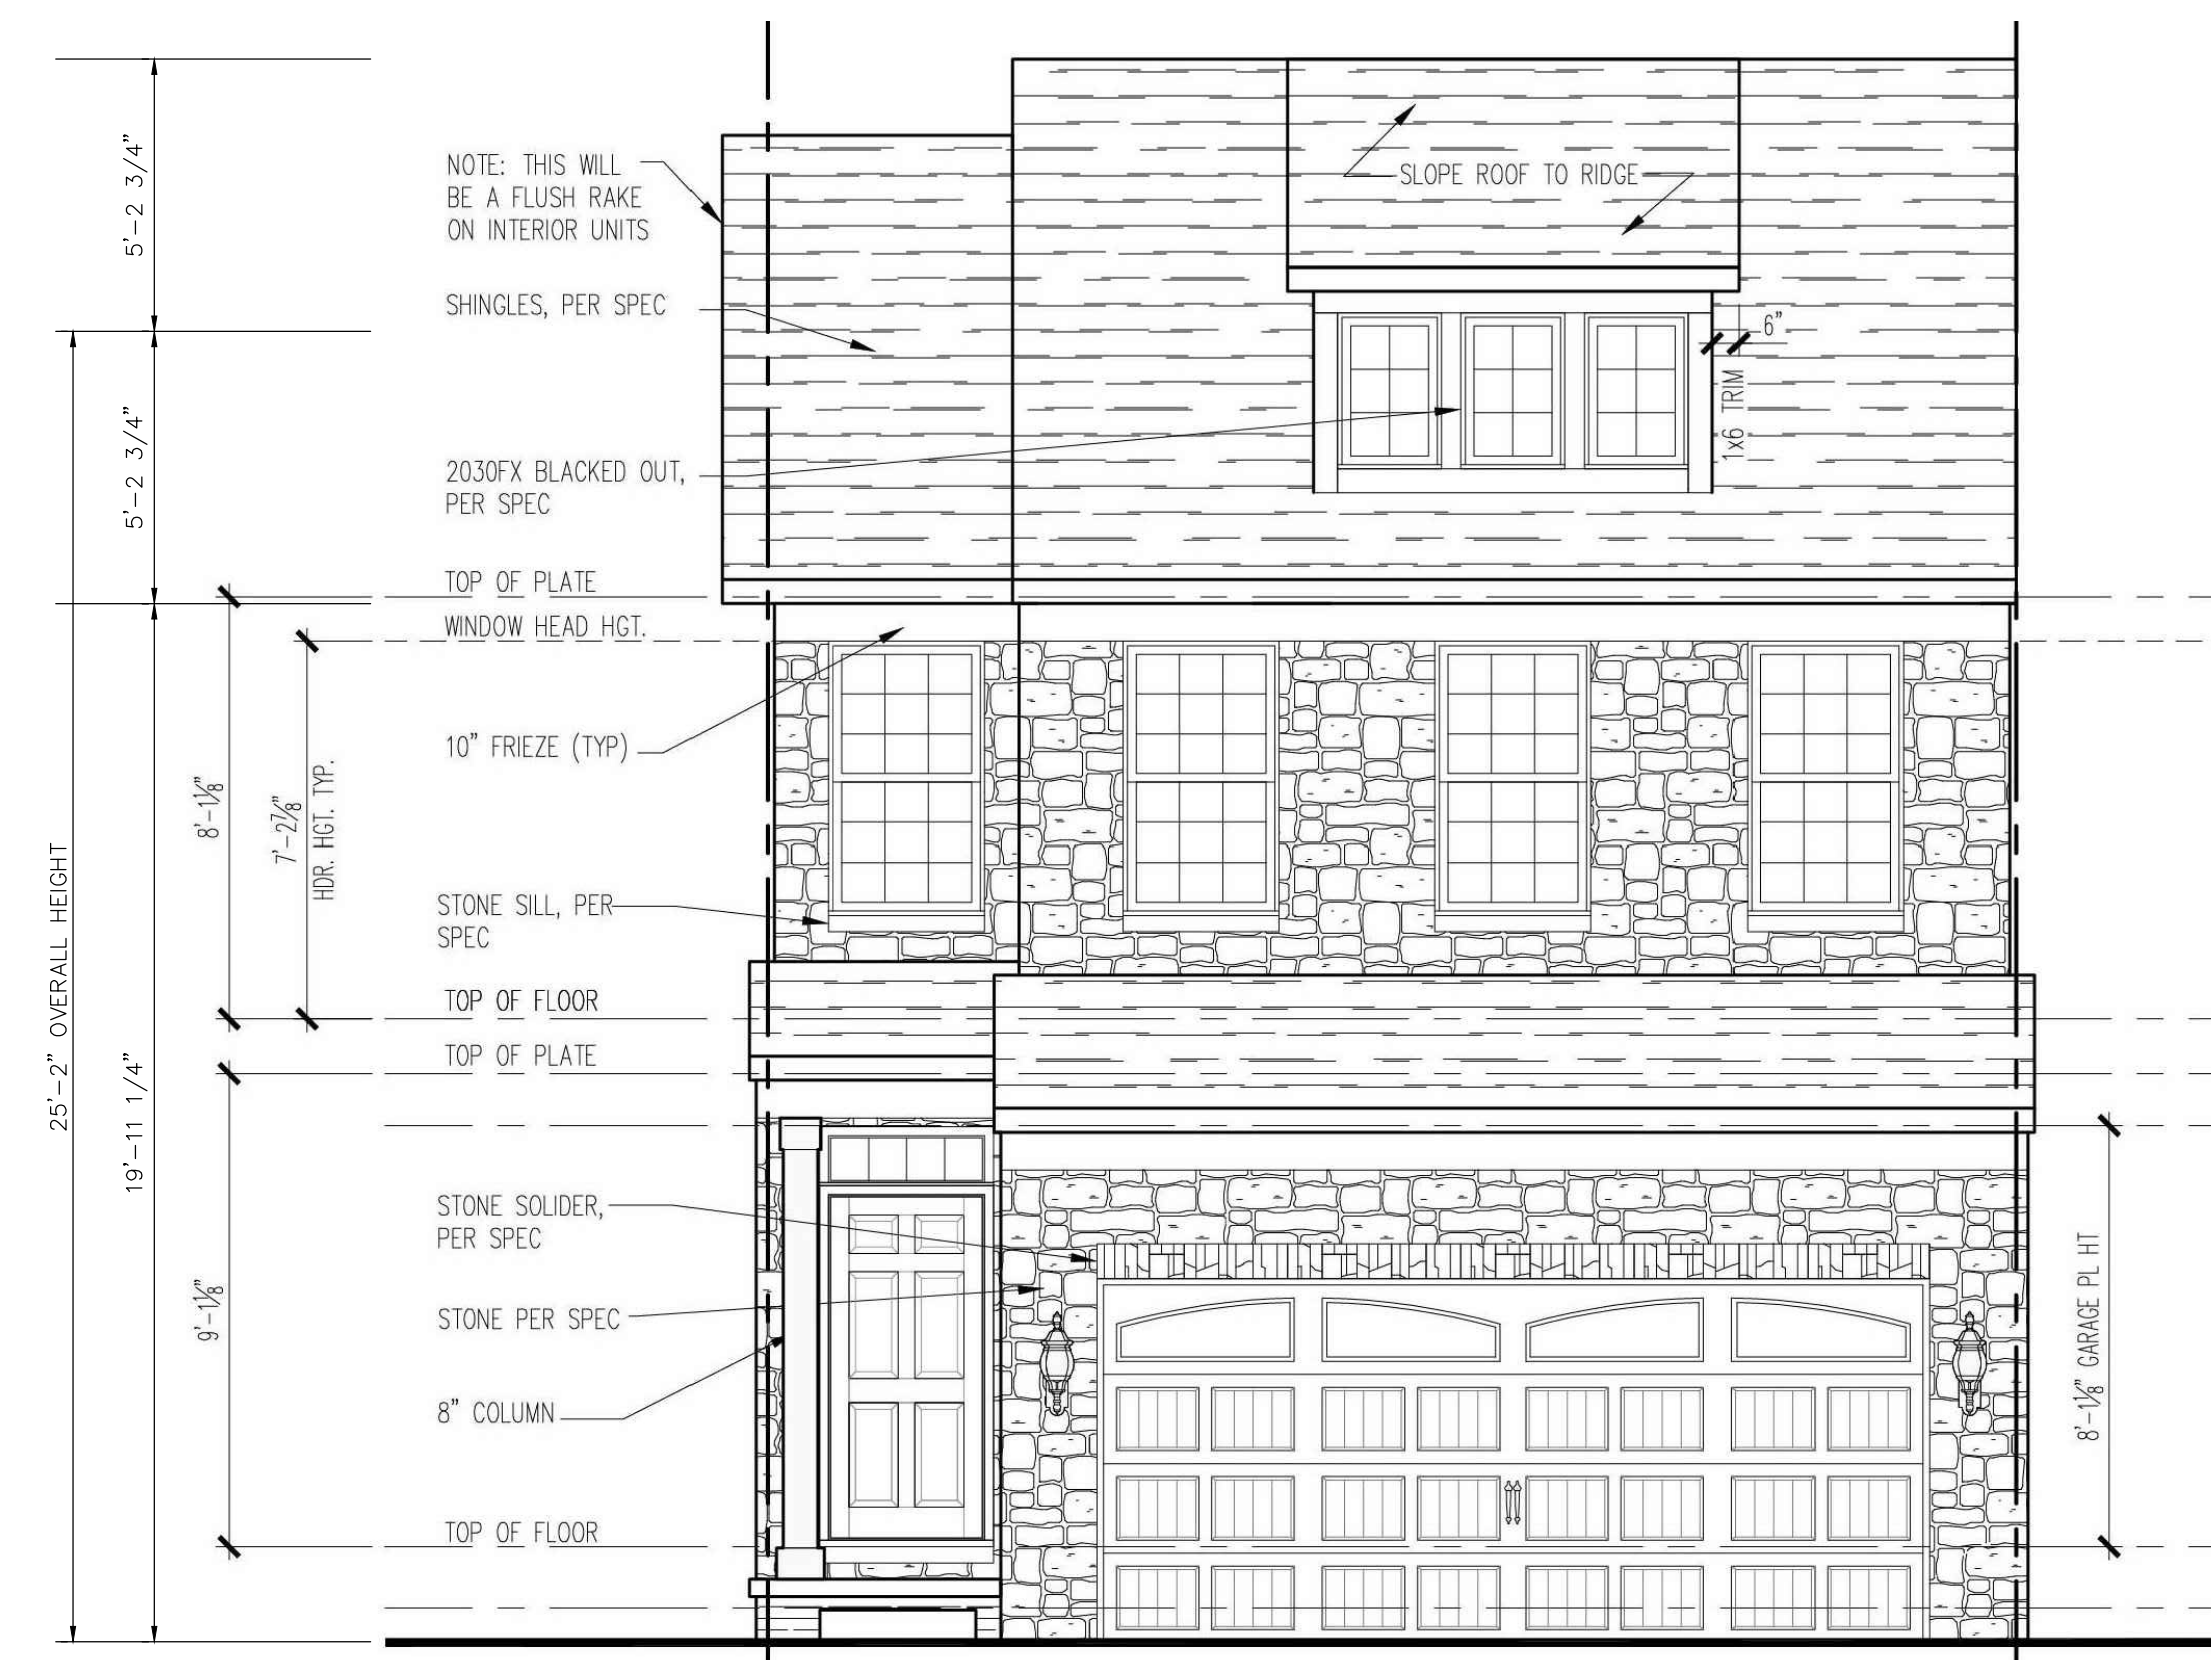 5'-2 3/4"
5'-2 3/4"
25'-2" OVERALL HEIGHT
19'-11 1/4"
8'-1⅛"
7'-2⅞"
HDR. HGT. TYP.
9'-1⅛"
NOTE: THIS WILL
BE A FLUSH RAKE
ON INTERIOR UNITS
SHINGLES, PER SPEC
2030FX BLACKED OUT,
PER SPEC
TOP OF PLATE
WINDOW HEAD HGT.
10" FRIEZE (TYP)
STONE SILL, PER
SPEC
TOP OF FLOOR
TOP OF PLATE
STONE SOLIDER,
PER SPEC
STONE PER SPEC
8" COLUMN
TOP OF FLOOR
SLOPE ROOF TO RIDGE
6"
1x6 TRIM
8'-1⅛" GARAGE PL HT